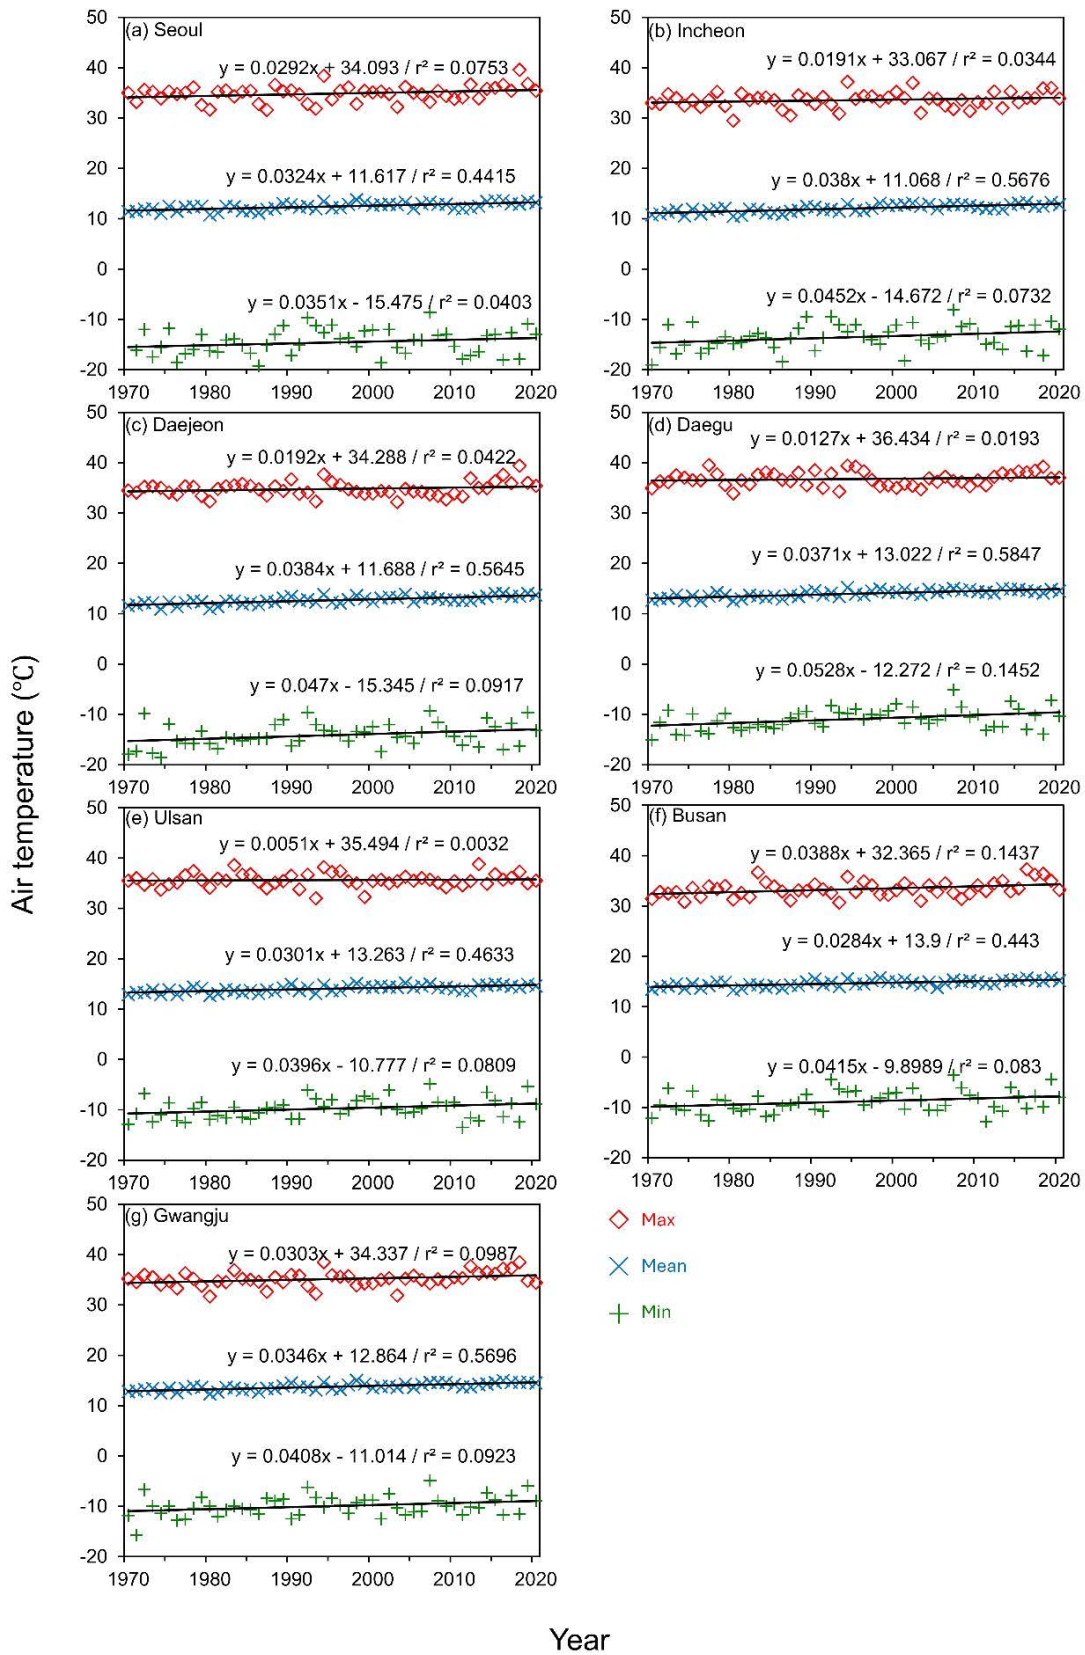 (a) Seoul
y = 0.0292x + 34.093 / r² = 0.0753
y = 0.0324x + 11.617 / r² = 0.4415
y = 0.0351x - 15.475 / r² = 0.0403
50
40
30
20
10
0
-10
-20
1970 1980 1990 2000 2010 2020
(b) Incheon
y = 0.0191x + 33.067 / r² = 0.0344
y = 0.038x + 11.068 / r² = 0.5676
y = 0.0452x - 14.672 / r² = 0.0732
50
40
30
20
10
0
-10
-20
1970 1980 1990 2000 2010 2020
(c) Daejeon
y = 0.0192x + 34.288 / r² = 0.0422
y = 0.0384x + 11.688 / r² = 0.5645
y = 0.047x - 15.345 / r² = 0.0917
50
40
30
20
10
0
-10
-20
1970 1980 1990 2000 2010 2020
(d) Daegu
y = 0.0127x + 36.434 / r² = 0.0193
y = 0.0371x + 13.022 / r² = 0.5847
y = 0.0528x - 12.272 / r² = 0.1452
50
40
30
20
10
0
-10
-20
1970 1980 1990 2000 2010 2020
(e) Ulsan
y = 0.0051x + 35.494 / r² = 0.0032
y = 0.0301x + 13.263 / r² = 0.4633
y = 0.0396x - 10.777 / r² = 0.0809
50
40
30
20
10
0
-10
-20
1970 1980 1990 2000 2010 2020
(f) Busan
y = 0.0388x + 32.365 / r² = 0.1437
y = 0.0284x + 13.9 / r² = 0.443
y = 0.0415x - 9.8989 / r² = 0.083
50
40
30
20
10
0
-10
-20
1970 1980 1990 2000 2010 2020
(g) Gwangju
y = 0.0303x + 34.337 / r² = 0.0987
y = 0.0346x + 12.864 / r² = 0.5696
y = 0.0408x - 11.014 / r² = 0.0923
50
40
30
20
10
0
-10
-20
1970 1980 1990 2000 2010 2020
Max
Mean
Min
Air temperature (℃)
Year